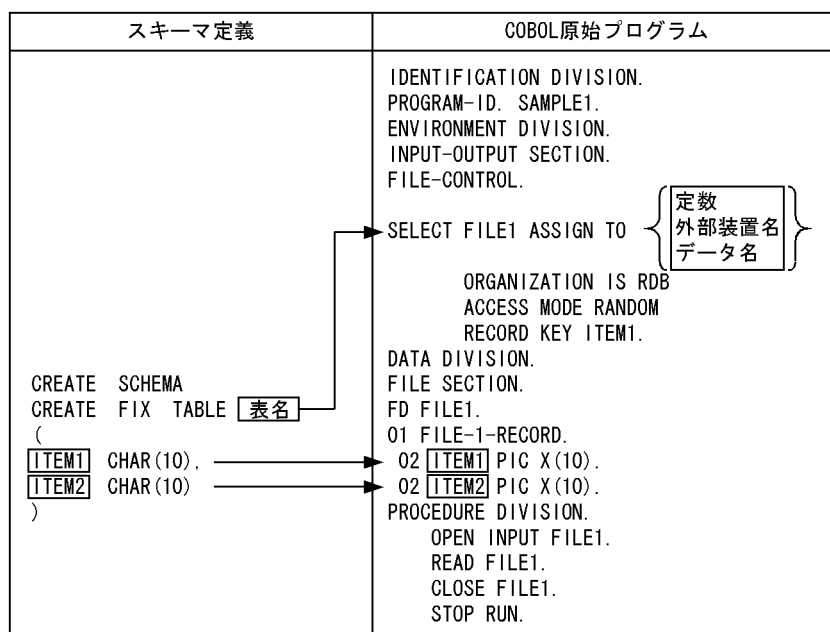 スキーマ定義
COBOL原始プログラム
IDENTIFICATION DIVISION.
PROGRAM-ID. SAMPLE1.
ENVIRONMENT DIVISION.
INPUT-OUTPUT SECTION.
FILE-CONTROL.
定数
SELECT FILE1 ASSIGN TO 外部装置名
データ名
ORGANIZATION IS RDB
ACCESS MODE RANDOM
RECORD KEY ITEM1.
DATA DIVISION.
CREATE SCHEMA
FILE SECTION.
CREATE FIX TABLE 表名
FD FILE1.
(
01 FILE-1-RECORD.
ITEM1 CHAR(10),
02 ITEM1 PIC X(10).
ITEM2 CHAR(10)
02 ITEM2 PIC X(10).
)
PROCEDURE DIVISION.
OPEN INPUT FILE1.
READ FILE1.
CLOSE FILE1.
STOP RUN.